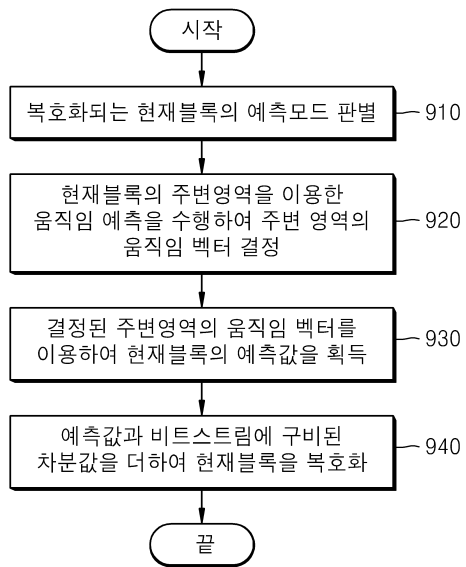 시작
복호화되는 현재블록의 예측모드 판별
910
현재블록의 주변영역을 이용한
움직임 예측을 수행하여 주변 영역의
움직임 벡터 결정
920
결정된 주변영역의 움직임 벡터를
이용하여 현재블록의 예측값을 획득
930
예측값과 비트스트림에 구비된
차분값을 더하여 현재블록을 복호화
940
끝